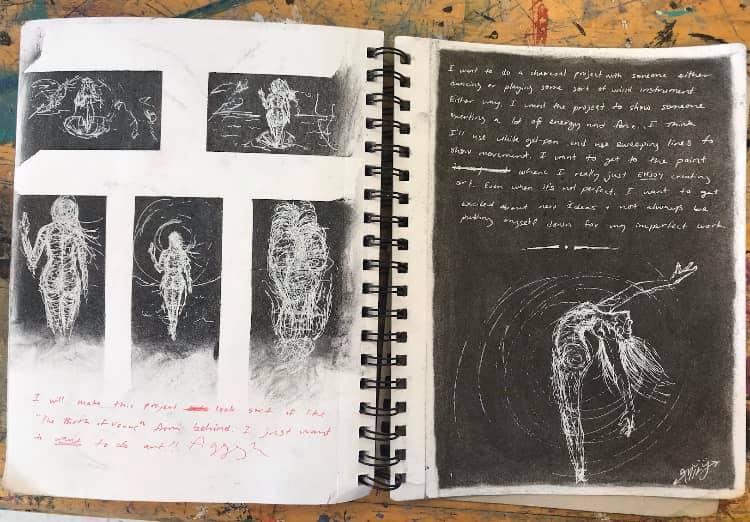 I will make this project look sort of like
"The Birth of Venus" from behind. I just want
to want to do art!! Aggghh
I want to do a charcoal project with someone either
dancing or playing some sort of wind instrument.
Either way, I want the project to show someone
exerting a lot of energy and force. I think
I'll use white gel-pen and use sweeping lines to
show movement. I want to get to the point
where I really just ENJOY creating
art. Even when it's not perfect. I want to get
excited about new ideas & not always be
putting myself down for my imperfect work